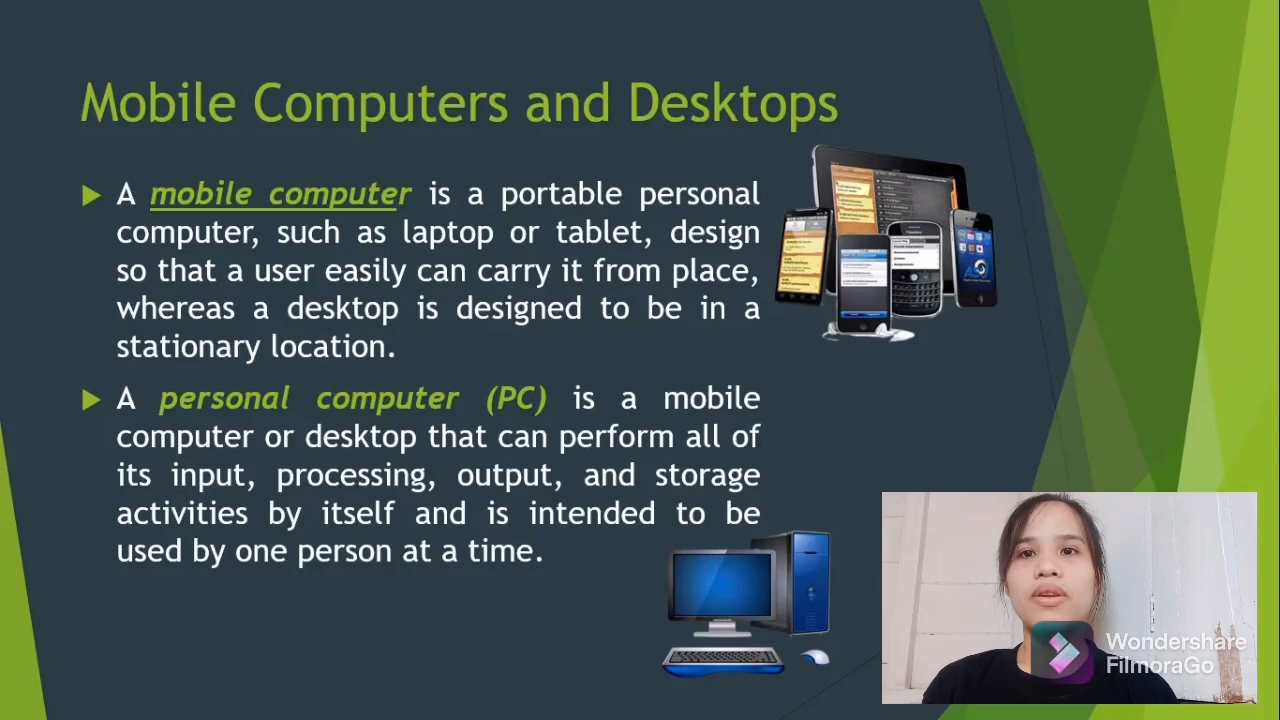 Mobile Computers and Desktops
A mobile computer is a portable personal
computer, such as laptop or tablet, design
so that a user easily can carry it from place,
whereas a desktop is designed to be in a
stationary location.
A personal computer (PC) is a mobile
computer or desktop that can perform all of
its input, processing, output, and storage
activities by itself and is intended to be
used by one person at a time.
Wondershare
FilmoraGo